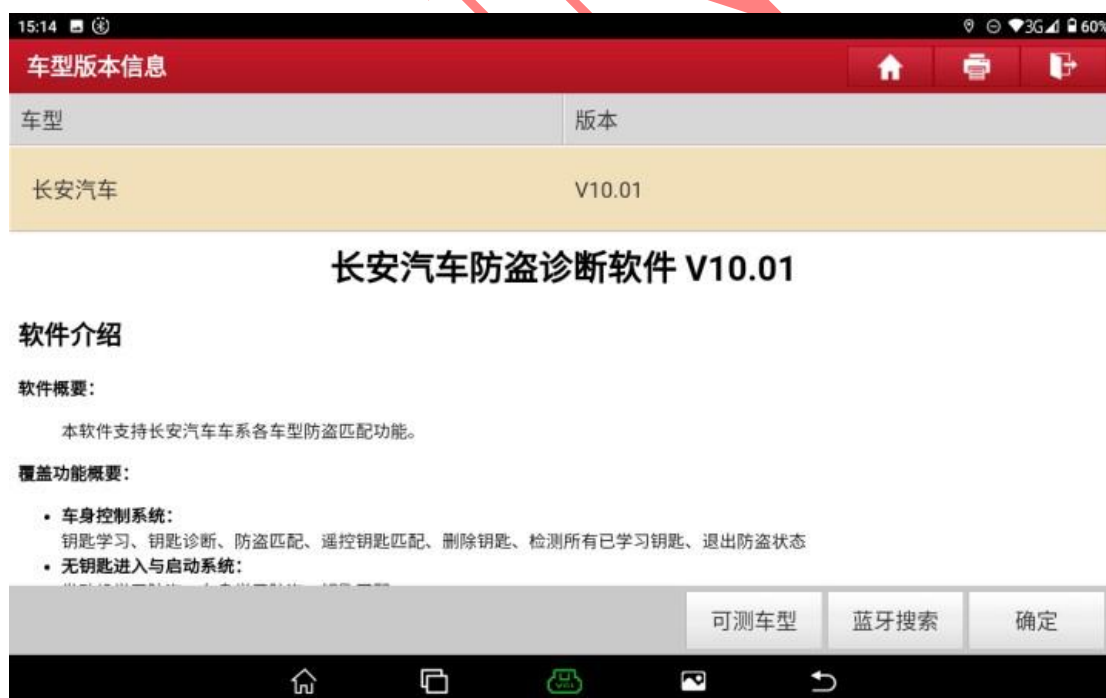 15:14 3G 60%
车型版本信息
车型 版本
长安汽车 V10.01
长安汽车防盗诊断软件 V10.01
软件介绍
软件概要：
本软件支持长安汽车车系各车型防盗匹配功能。
覆盖功能概要：
• 车身控制系统：
钥匙学习、钥匙诊断、防盗匹配、遥控钥匙匹配、删除钥匙、检测所有已学习钥匙、退出防盗状态
• 无钥匙进入与启动系统：
可测车型 蓝牙搜索 确定